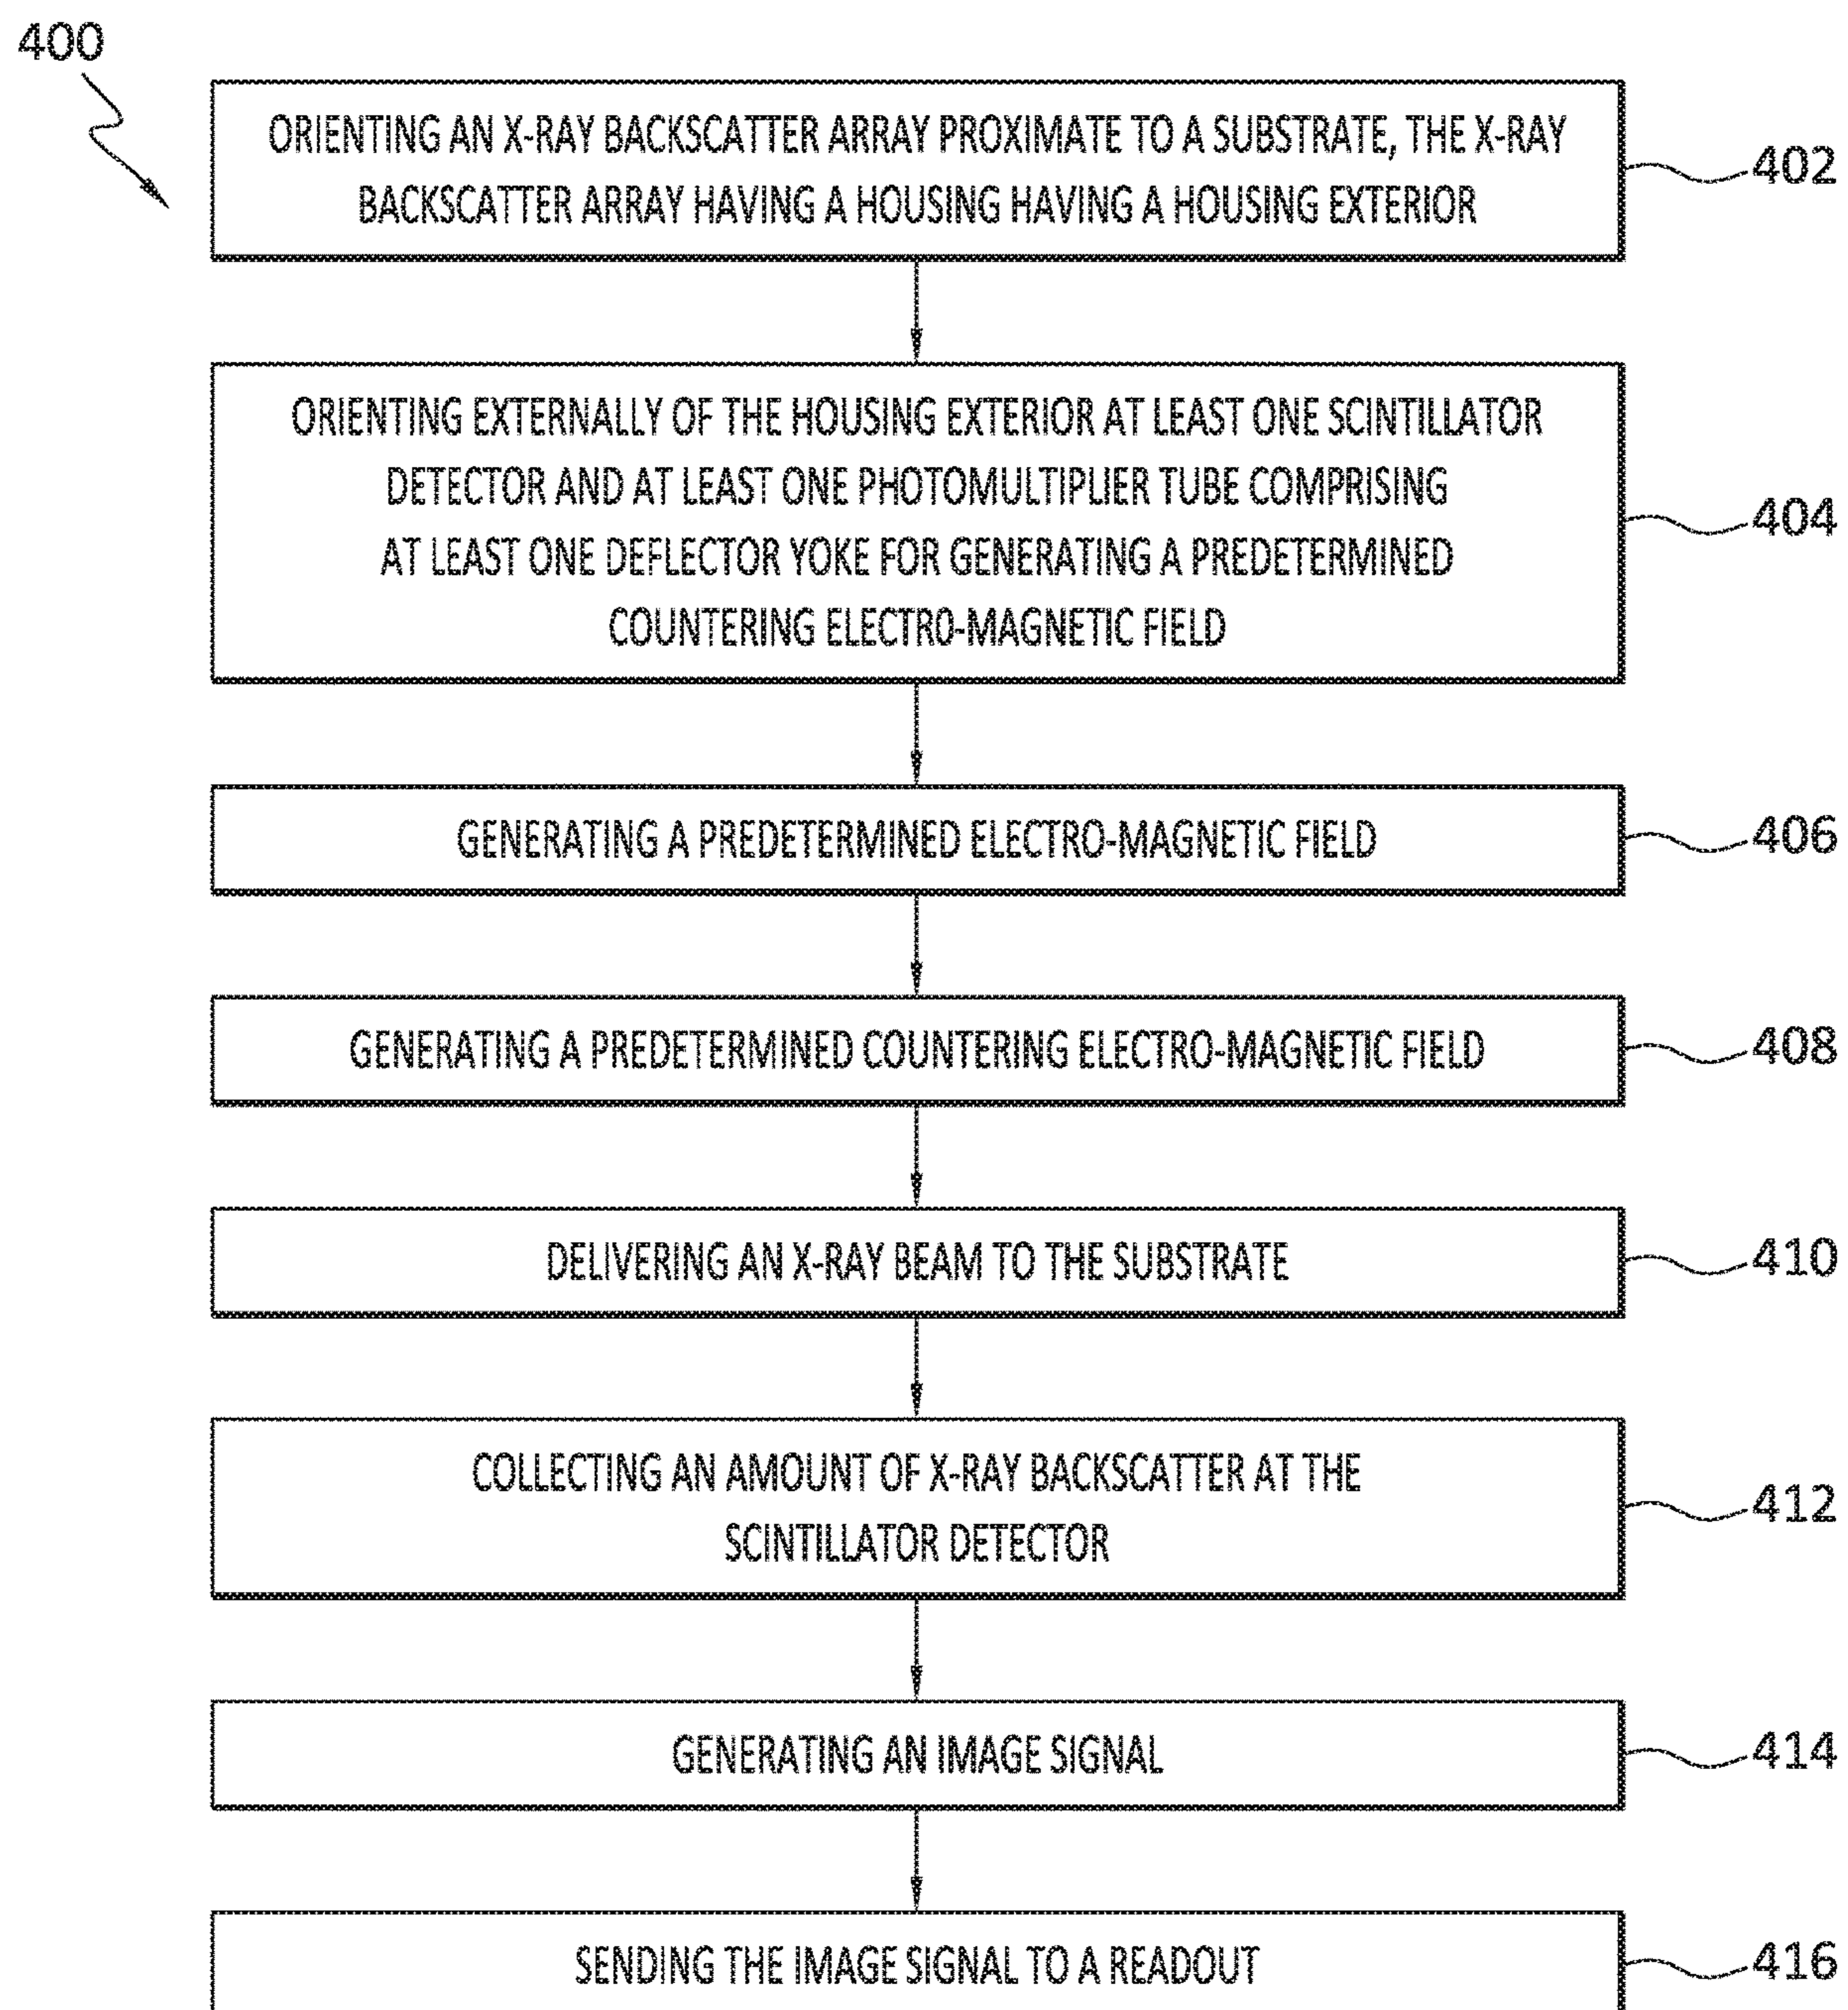 400
ORIENTING AN X-RAY BACKSCATTER ARRAY PROXIMATE TO A SUBSTRATE, THE X-RAY
BACKSCATTER ARRAY HAVING A HOUSING HAVING A HOUSING EXTERIOR
402
ORIENTING EXTERNALLY OF THE HOUSING EXTERIOR AT LEAST ONE SCINTILLATOR
DETECTOR AND AT LEAST ONE PHOTOMULTIPLIER TUBE COMPRISING
AT LEAST ONE DEFLECTOR YOKE FOR GENERATING A PREDETERMINED
COUNTERING ELECTR0-MAGNETIC FIELD
404
GENERATING A PREDETERMINED ELECTRO-MAGNETIC FIELD
406
GENERATING A PREDETERMINED COUNTERING ELECTRO-MAGNETIC FIELD
408
DELIVERING AN X-RAY BEAM TO THE SUBSTRATE
410
COLLECTING AN AMOUNT OF X-RAY BACKSCATTER AT THE
SCINTILLATOR DETECTOR
412
GENERATING AN IMAGE SIGNAL
414
SENDING THE IMAGE SIGNAL TO A READOUT
416